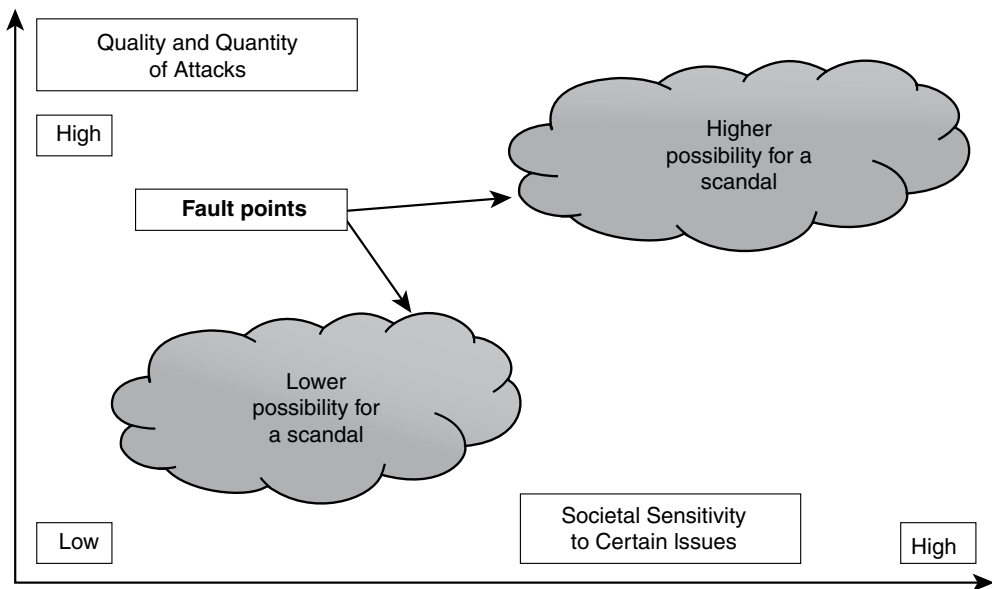 Quality and Quantity
of Attacks
High
Higher
possibility for a
scandal
Fault points
Lower
possibility for
a scandal
Societal Sensitivity
to Certain Issues
Low
High